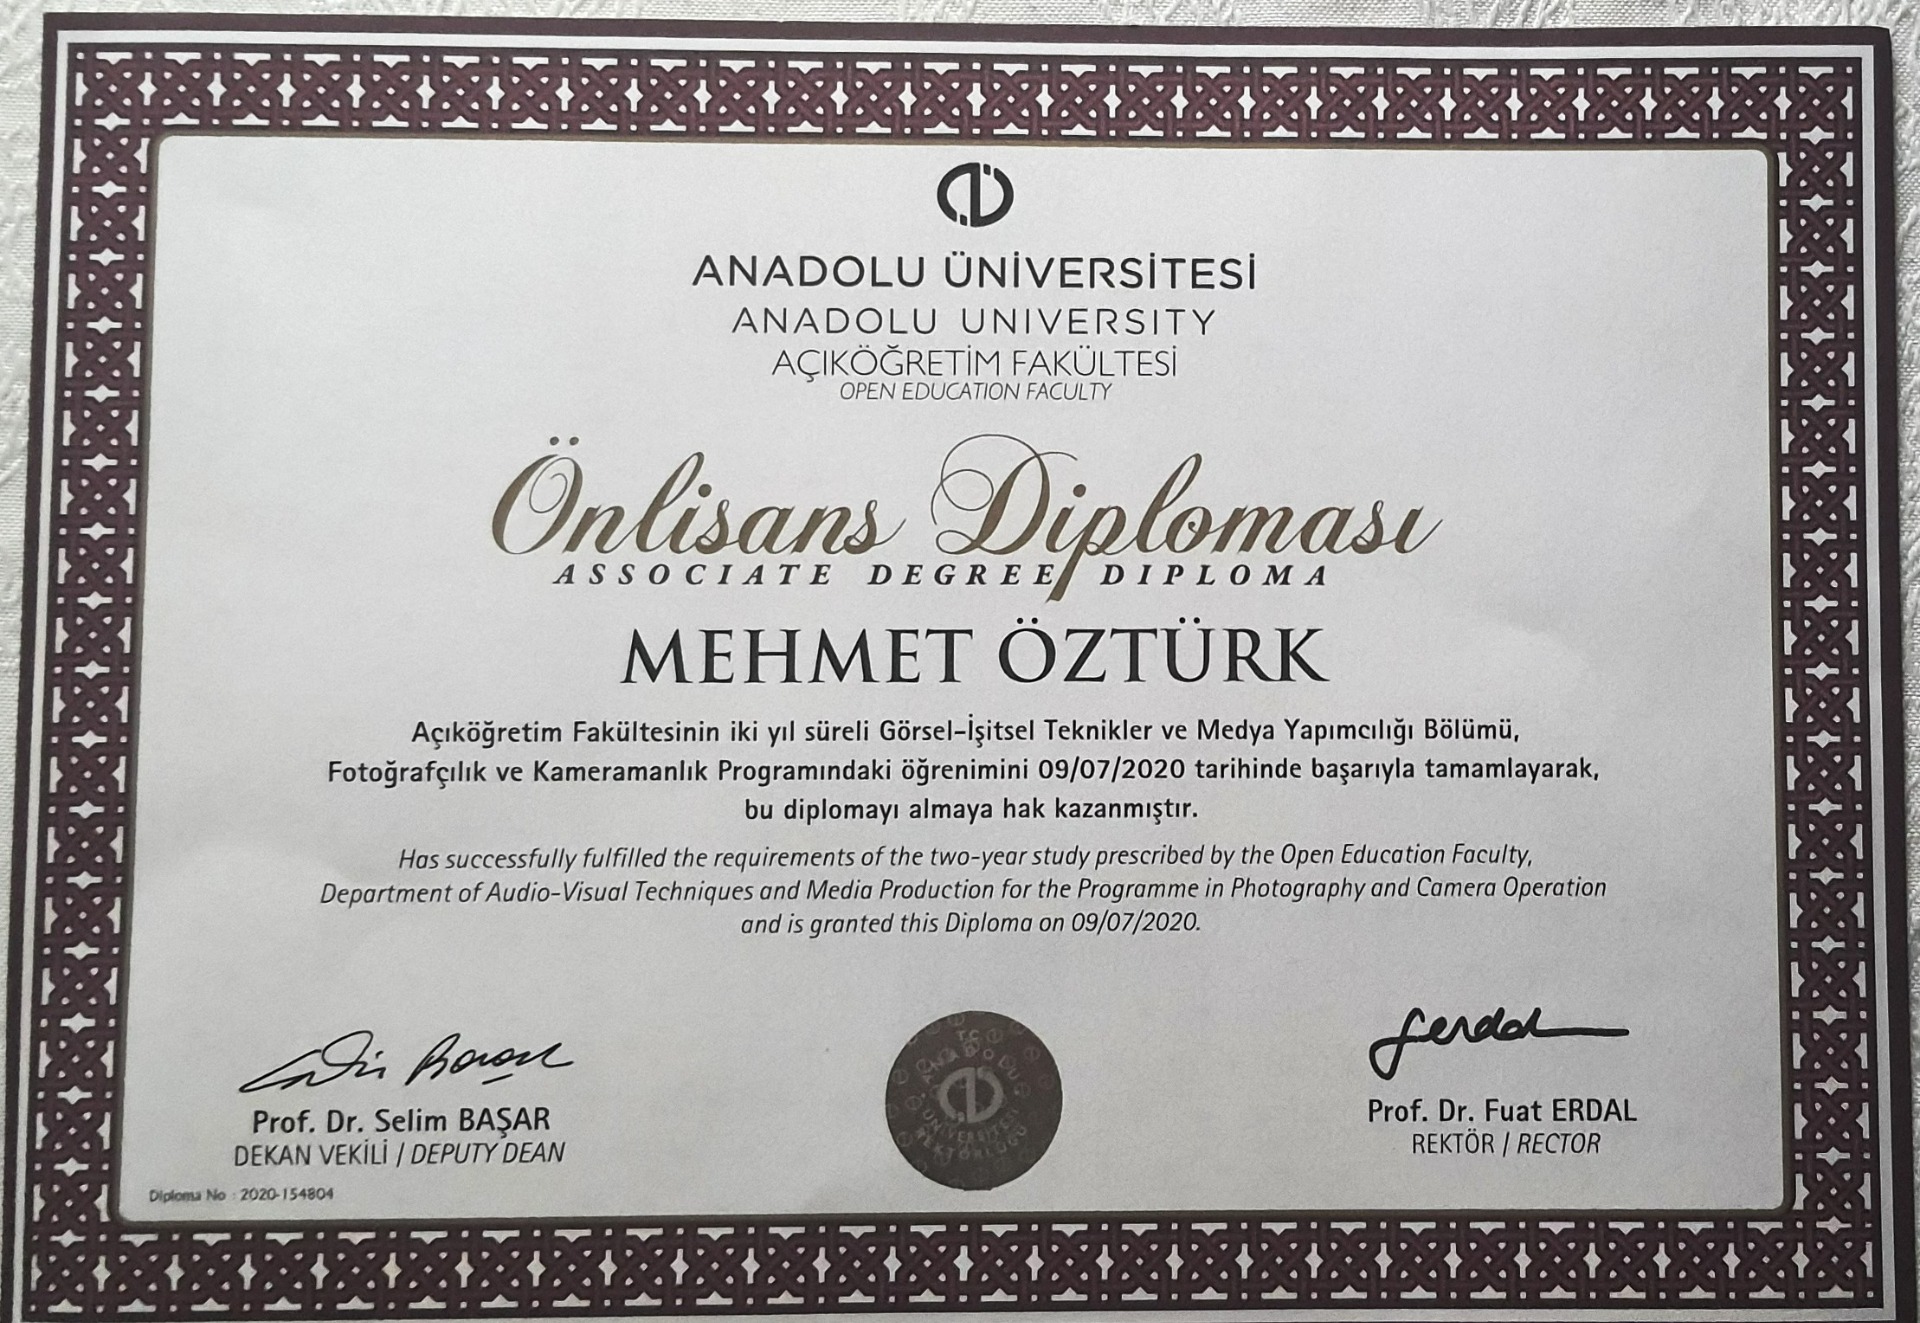 ANADOLU ÜNİVERSİTESİ
ANADOLU UNIVERSITY
AÇIKÖĞRETİM FAKÜLTESİ
OPEN EDUCATION FACULTY
Önlisans Diploması
ASSOCIATE DEGREE DIPLOMA
MEHMET ÖZTÜRK
Açıköğretim Fakültesinin iki yıl süreli Görsel-İşitsel Teknikler ve Medya Yapımcılığı Bölümü,
Fotoğrafçılık ve Kameramanlık Programındaki öğrenimini 09/07/2020 tarihinde başarıyla tamamlayarak,
bu diplomayı almaya hak kazanmıştır.
Has successfully fulfilled the requirements of the two-year study prescribed by the Open Education Faculty,
Department of Audio-Visual Techniques and Media Production for the Programme in Photography and Camera Operation
and is granted this Diploma on 09/07/2020.
Prof. Dr. Selim BAŞAR
DEKAN VEKİLİ / DEPUTY DEAN
Diploma No : 2020-154804
T.C.
ANADOLU
ÜNİVERSİTESİ
REKTÖRLÜĞÜ
Prof. Dr. Fuat ERDAL
REKTÖR / RECTOR